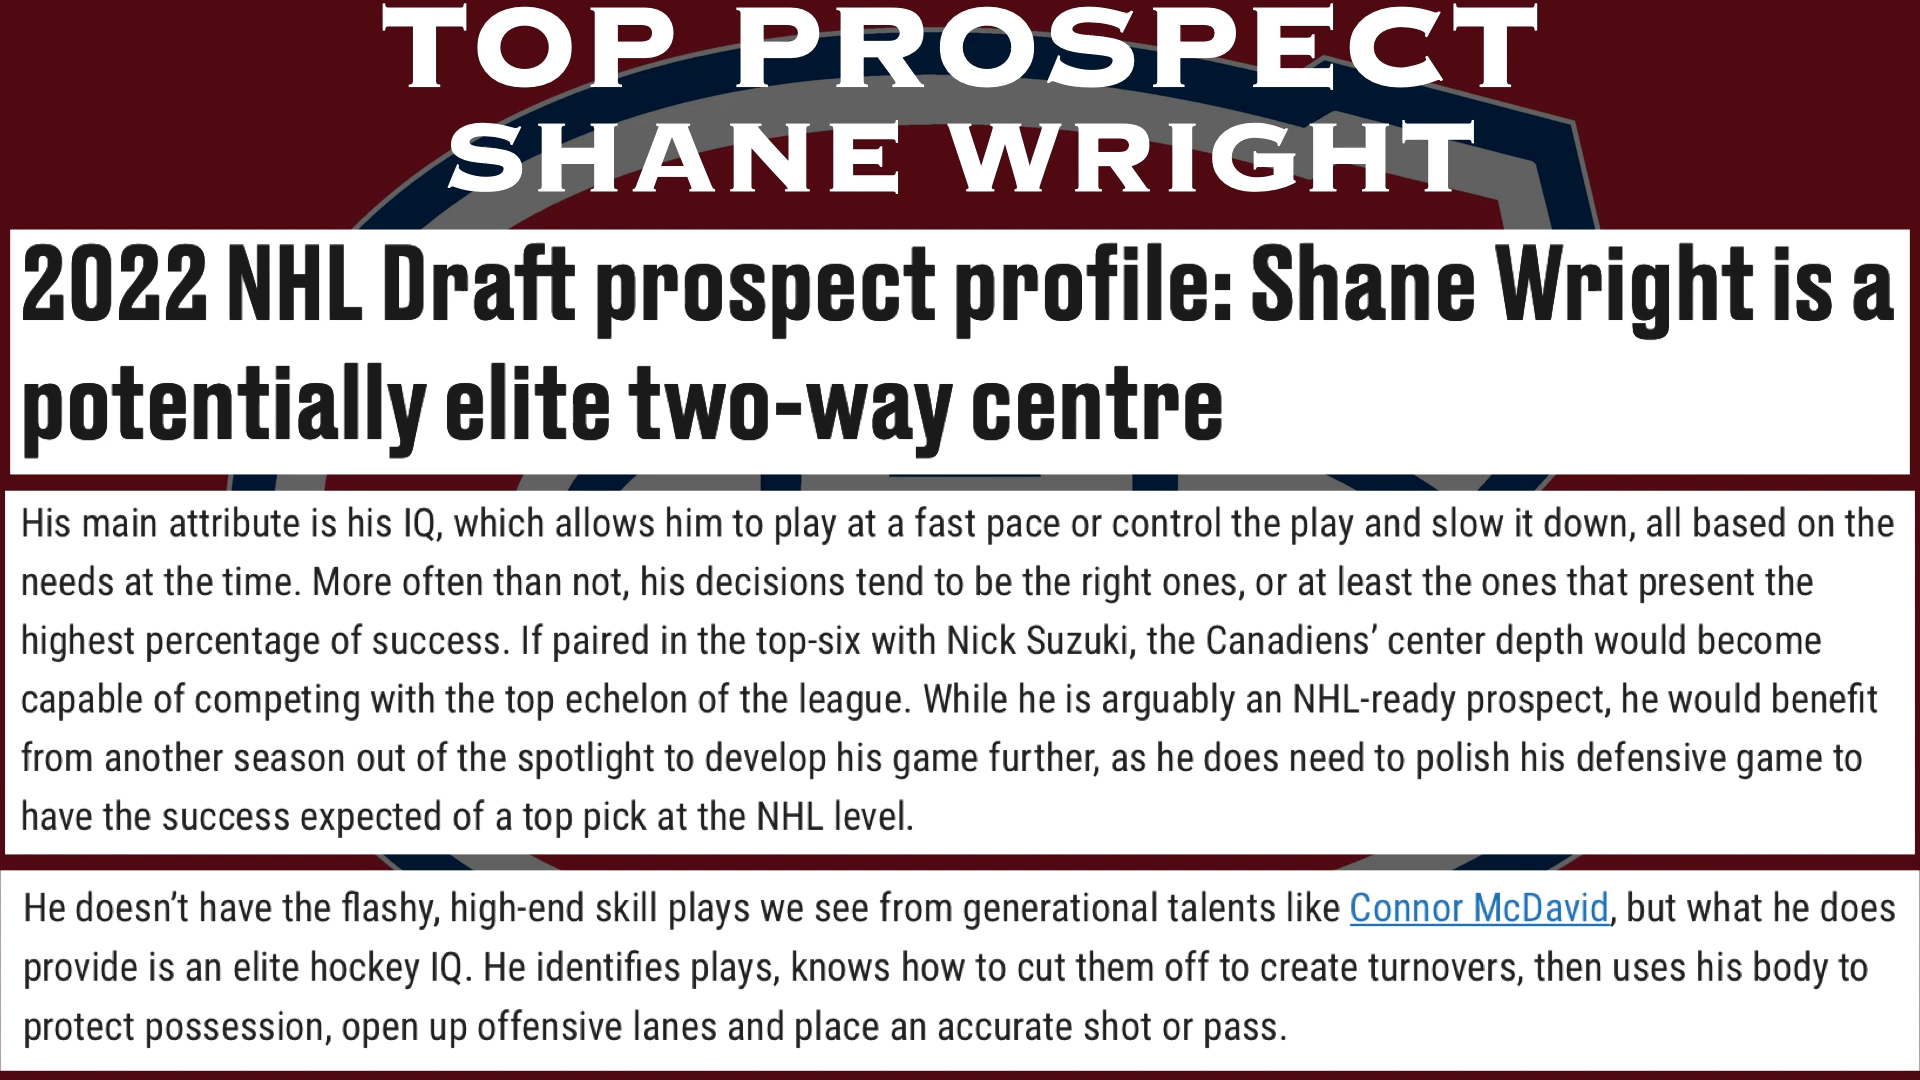 TOP PROSPECT
SHANE WRIGHT
2022 NHL Draft prospect profile: Shane Wright is a
potentially elite two-way centre
His main attribute is his IQ, which allows him to play at a fast pace or control the play and slow it down, all based on the
needs at the time. More often than not, his decisions tend to be the right ones, or at least the ones that present the
highest percentage of success. If paired in the top-six with Nick Suzuki, the Canadiens’ center depth would become
capable of competing with the top echelon of the league. While he is arguably an NHL-ready prospect, he would benefit
from another season out of the spotlight to develop his game further, as he does need to polish his defensive game to
have the success expected of a top pick at the NHL level.
He doesn’t have the flashy, high-end skill plays we see from generational talents like Connor McDavid, but what he does
provide is an elite hockey IQ. He identifies plays, knows how to cut them off to create turnovers, then uses his body to
protect possession, open up offensive lanes and place an accurate shot or pass.